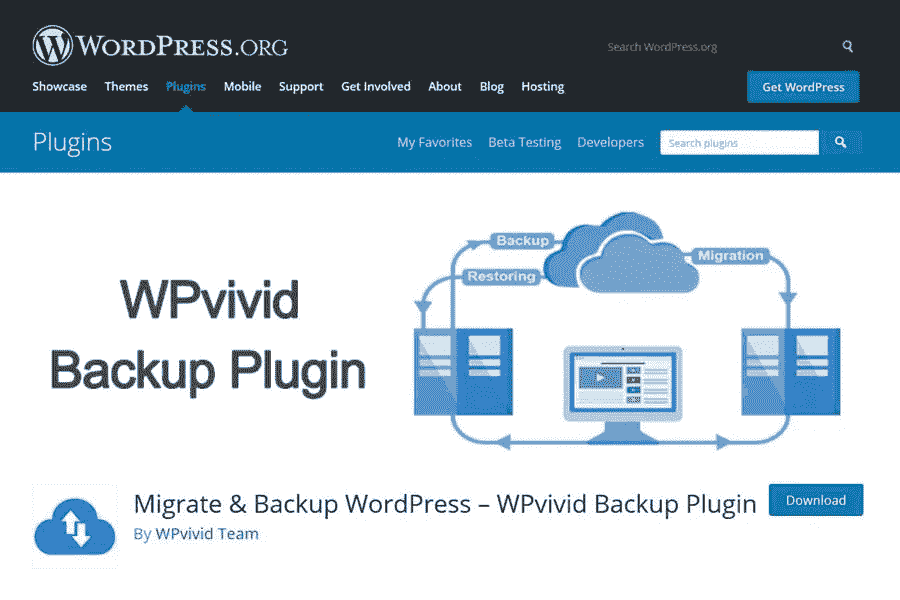 WORDPRESS.ORG
Search WordPress.org
Showcase Themes Plugins Mobile Support Get Involved About Blog Hosting
Get WordPress
Plugins
My Favorites Beta Testing Developers
Search plugins
Backup
Migration
Restoring
WPvivid
Backup Plugin
Migrate & Backup WordPress – WPvivid Backup Plugin
Download
By WPvivid Team